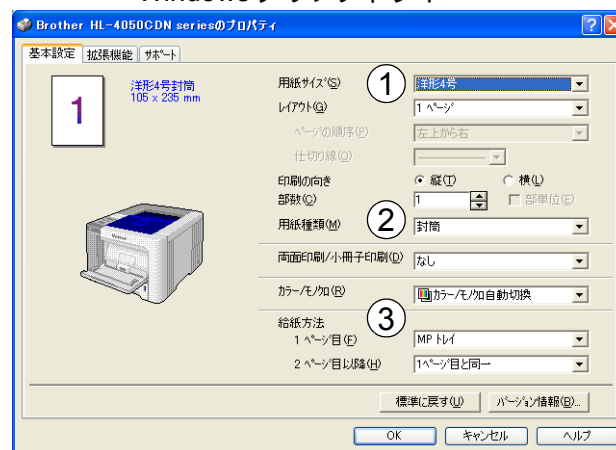 Brother HL-4050CDN seriesのプロパティ
基本設定 拡張機能 サポート
1
洋形4号封筒
105 x 235 mm
用紙サイズ(S) ① 洋形4号
レイアウト(G) 1 ページ
ページの順序(P) 左上から右
仕切り線(O)
印刷の向き 縦(T) 横(L)
部数(C) 1 部単位(E)
用紙種類(M) ② 封筒
両面印刷/小冊子印刷(D) なし
カラー/モノクロ(R) カラー/モノクロ自動切換
給紙方法 ③
1 ページ目(F) MPトレイ
2 ページ目以降(H) 1ページ目と同一
標準に戻す(U) バージョン情報(B)...
OK キャンセル ヘルプ